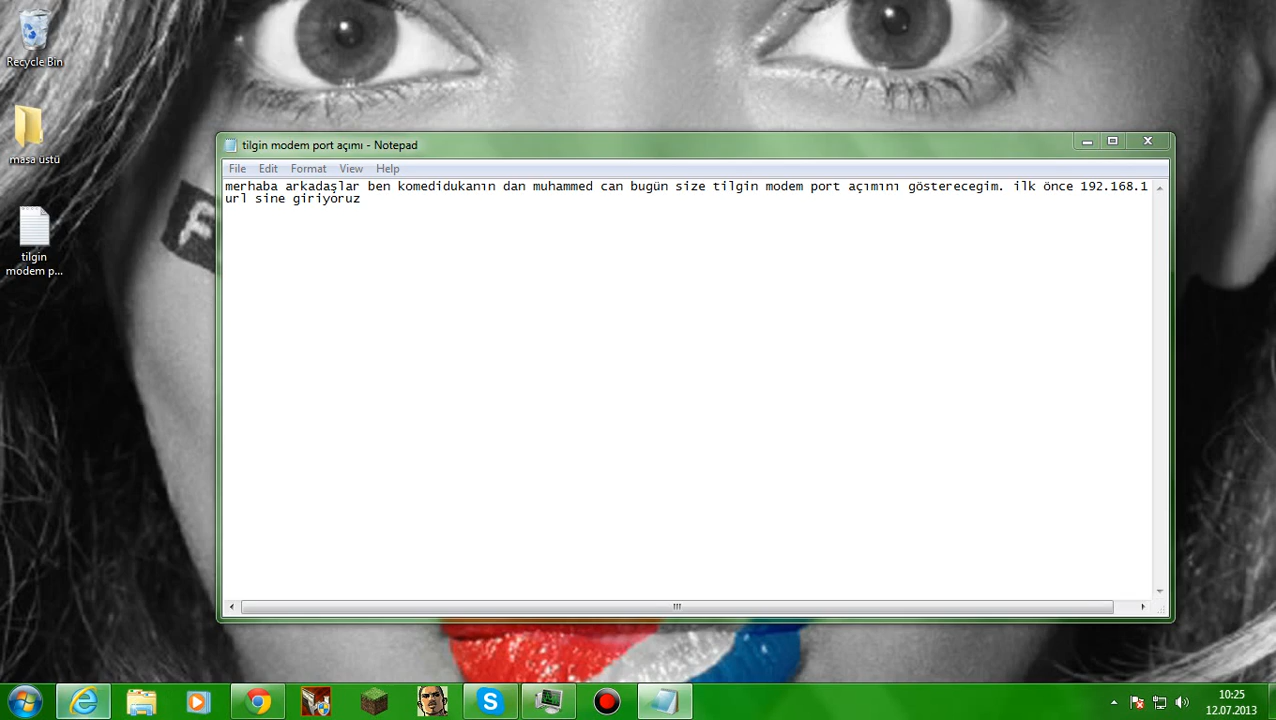 Recycle Bin
masa üstü
tilgin
modem p...
tilgin modem port açımı - Notepad
File Edit Format View Help
merhaba arkadaşlar ben komedidukanın dan muhammed can bugün size tilgin modem port açımını gösterecegim. ilk önce 192.168.1
url sine giriyoruz
10:25
12.07.2013